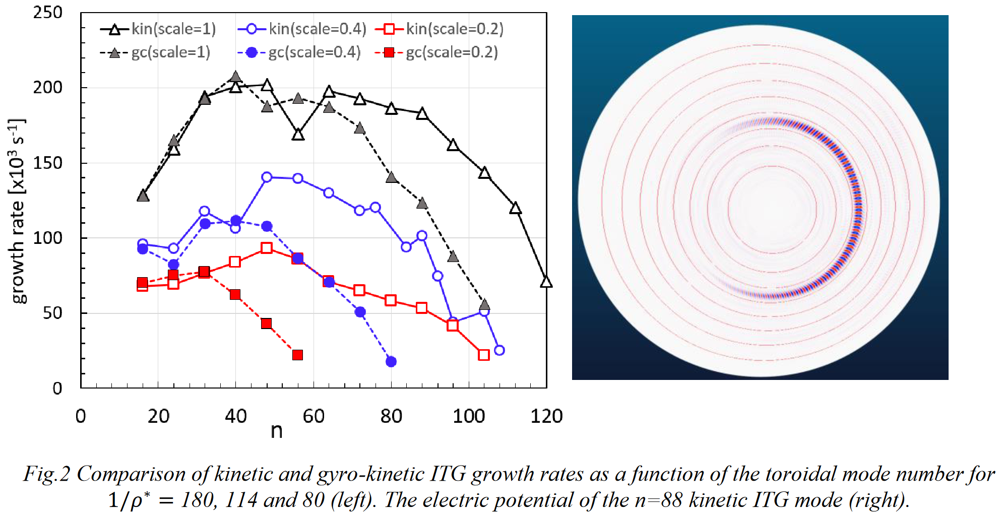 250
200
150
100
50
0
growth rate [x10³ s⁻¹]
kin(scale=1) kin(scale=0.4) kin(scale=0.2)
gc(scale=1) gc(scale=0.4) gc(scale=0.2)
0 20 40 60 80 100 120
n
Fig.2 Comparison of kinetic and gyro-kinetic ITG growth rates as a function of the toroidal mode number for
1/ρ* = 180, 114 and 80 (left). The electric potential of the n=88 kinetic ITG mode (right).